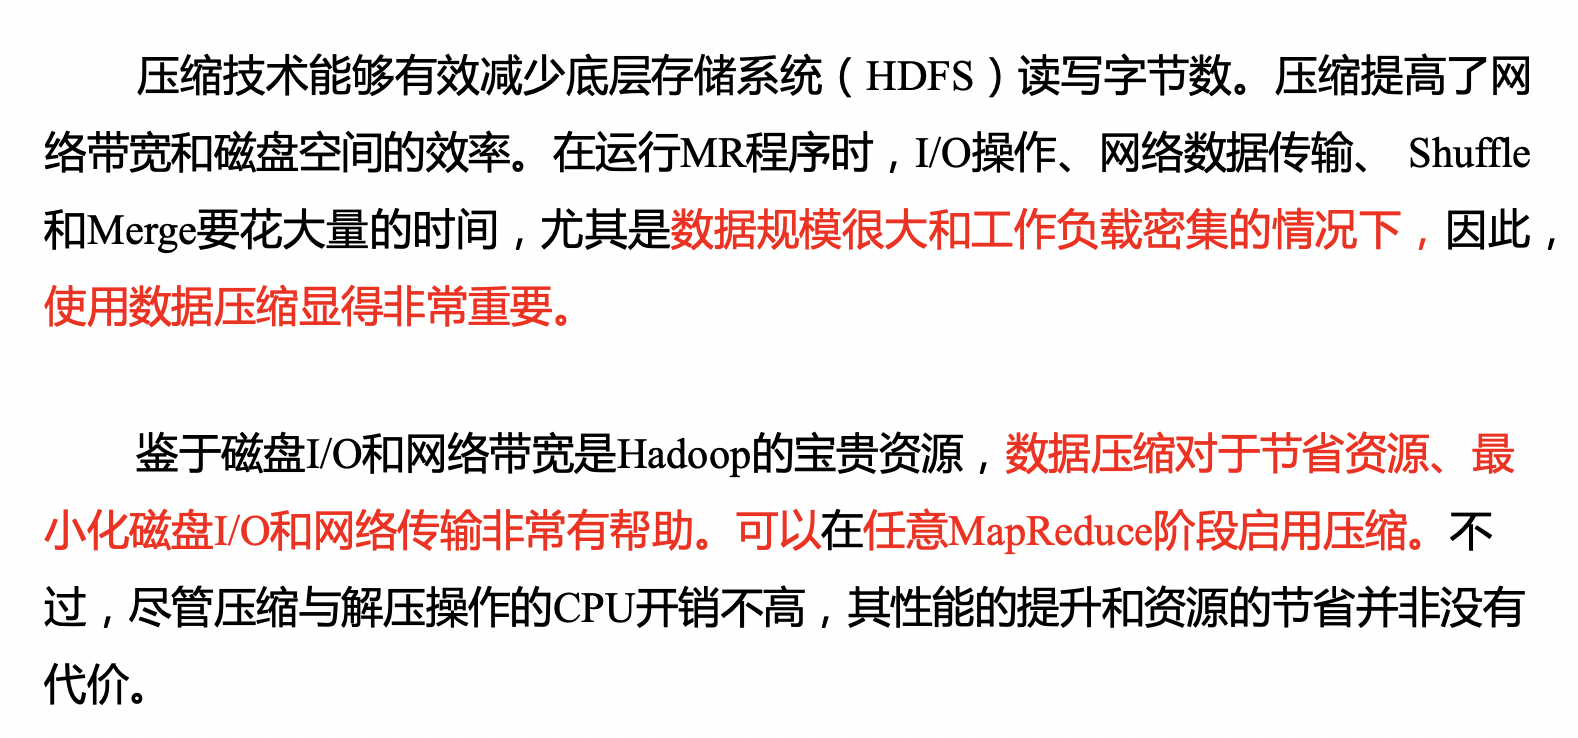 压缩技术能够有效减少底层存储系统（HDFS）读写字节数。压缩提高了网
络带宽和磁盘空间的效率。在运行MR程序时，I/O操作、网络数据传输、 Shuffle
和Merge要花大量的时间，尤其是数据规模很大和工作负载密集的情况下，因此，
使用数据压缩显得非常重要。
鉴于磁盘I/O和网络带宽是Hadoop的宝贵资源，数据压缩对于节省资源、最
小化磁盘I/O和网络传输非常有帮助。可以在任意MapReduce阶段启用压缩。不
过，尽管压缩与解压操作的CPU开销不高，其性能的提升和资源的节省并非没有
代价。